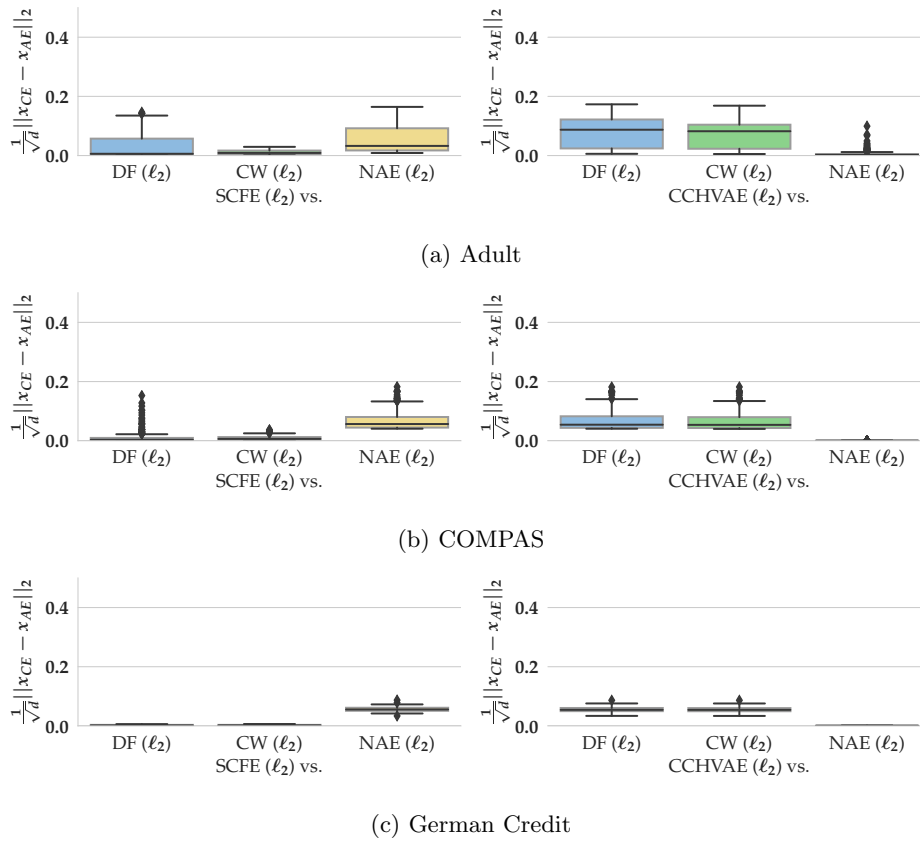 1/√d ||x_CE − x_AE||_2
0.4
0.2
0.0
DF (ℓ2) CW (ℓ2) NAE (ℓ2)
SCFE (ℓ2) vs.
1/√d ||x_CE − x_AE||_2
0.4
0.2
0.0
DF (ℓ2) CW (ℓ2) NAE (ℓ2)
CCHVAE (ℓ2) vs.
(a) Adult
1/√d ||x_CE − x_AE||_2
0.4
0.2
0.0
DF (ℓ2) CW (ℓ2) NAE (ℓ2)
SCFE (ℓ2) vs.
1/√d ||x_CE − x_AE||_2
0.4
0.2
0.0
DF (ℓ2) CW (ℓ2) NAE (ℓ2)
CCHVAE (ℓ2) vs.
(b) COMPAS
1/√d ||x_CE − x_AE||_2
0.4
0.2
0.0
DF (ℓ2) CW (ℓ2) NAE (ℓ2)
SCFE (ℓ2) vs.
1/√d ||x_CE − x_AE||_2
0.4
0.2
0.0
DF (ℓ2) CW (ℓ2) NAE (ℓ2)
CCHVAE (ℓ2) vs.
(c) German Credit